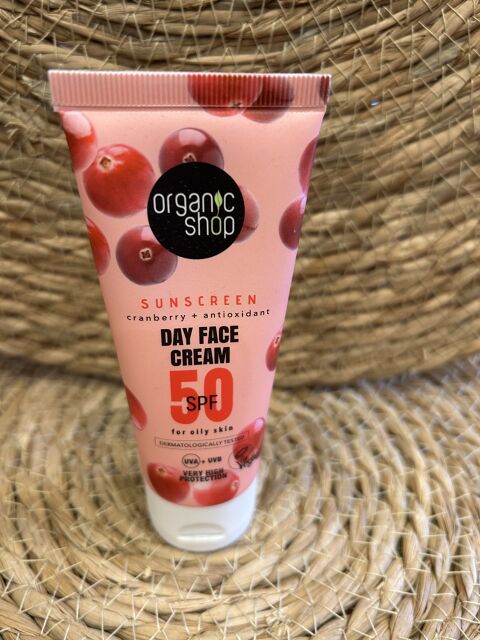 organic
shop
SUNSCREEN
cranberry + antioxidant
DAY FACE
CREAM
50
SPF
for oily skin
DERMATOLOGICALLY TESTED
UVA + UVB
VERY HIGH
PROTECTION